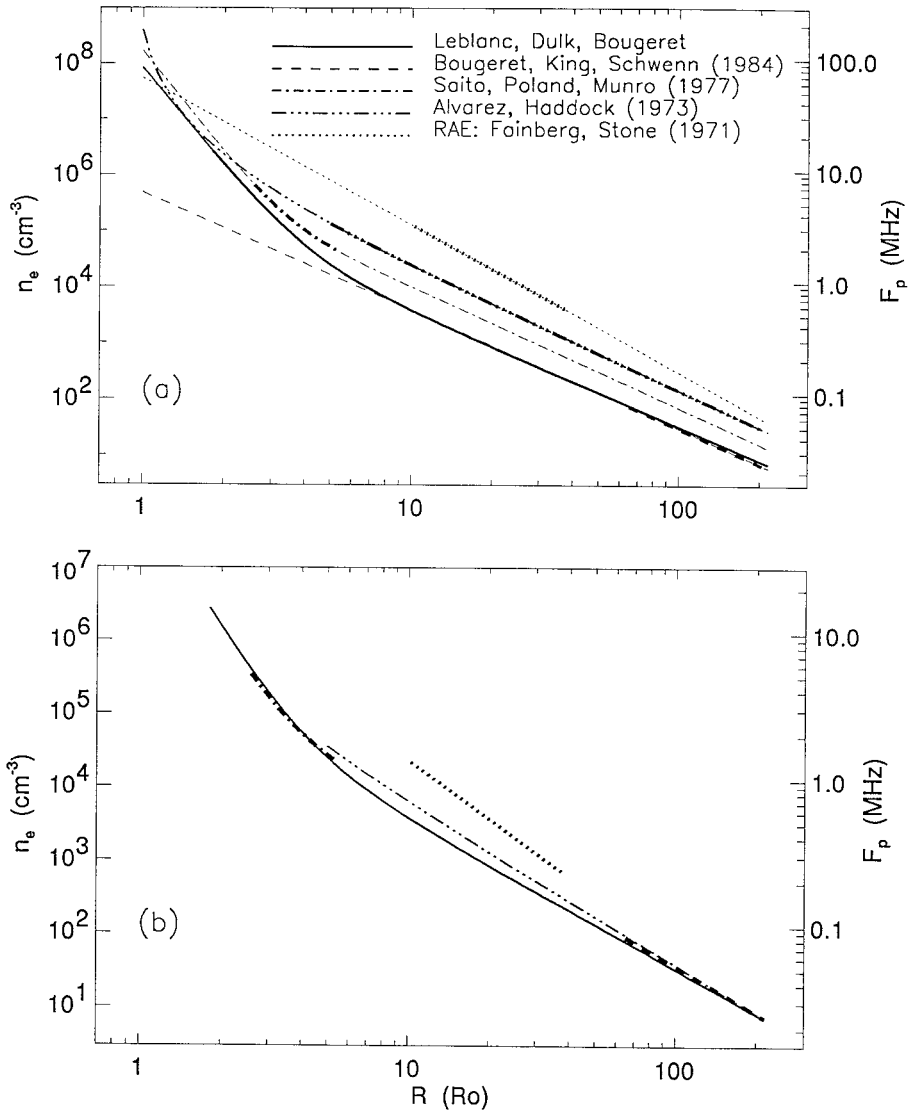 10^8
10^6
10^4
10^2
n_e (cm^-3)
Leblanc, Dulk, Bougeret
Bougeret, King, Schwenn (1984)
Saito, Poland, Munro (1977)
Alvarez, Haddock (1973)
RAE: Fainberg, Stone (1971)
100.0
10.0
1.0
0.1
F_p (MHz)
(a)
1
10
100
10^7
10^6
10^5
10^4
10^3
10^2
10^1
n_e (cm^-3)
10.0
1.0
0.1
F_p (MHz)
(b)
1
10
100
R (Ro)